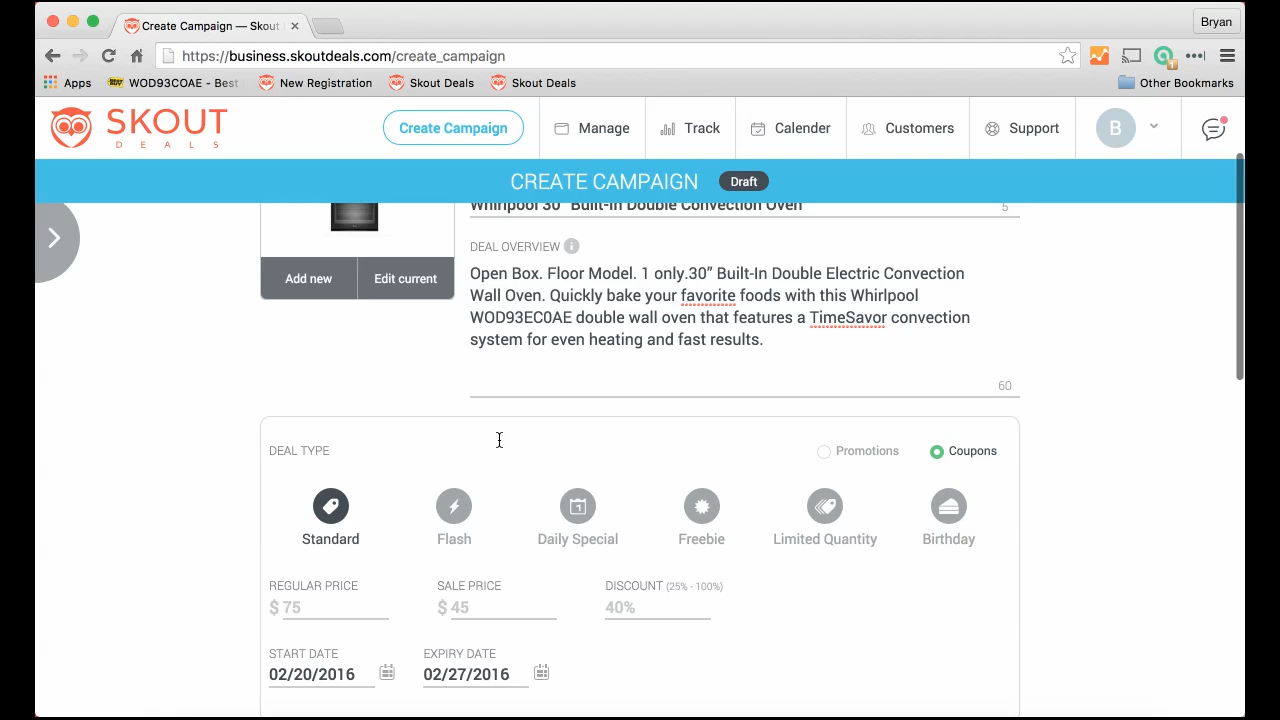 Create Campaign — Skout
Bryan
https://business.skoutdeals.com/create_campaign
1
Apps
WOD93COAE - Best
New Registration
Skout Deals
Skout Deals
Other Bookmarks
SKOUT
DEALS
Create Campaign
Manage
Track
Calender
Customers
Support
B
CREATE CAMPAIGN
Draft
Whirlpool 30" Built-In Double Convection Oven
5
DEAL OVERVIEW
Add new
Edit current
Open Box. Floor Model. 1 only.30” Built-In Double Electric Convection
Wall Oven. Quickly bake your favorite foods with this Whirlpool
WOD93EC0AE double wall oven that features a TimeSavor convection
system for even heating and fast results.
60
DEAL TYPE
Promotions
Coupons
Standard
Flash
Daily Special
Freebie
Limited Quantity
Birthday
REGULAR PRICE
SALE PRICE
DISCOUNT (25% - 100%)
$ 75
$ 45
40%
START DATE
EXPIRY DATE
02/20/2016
02/27/2016